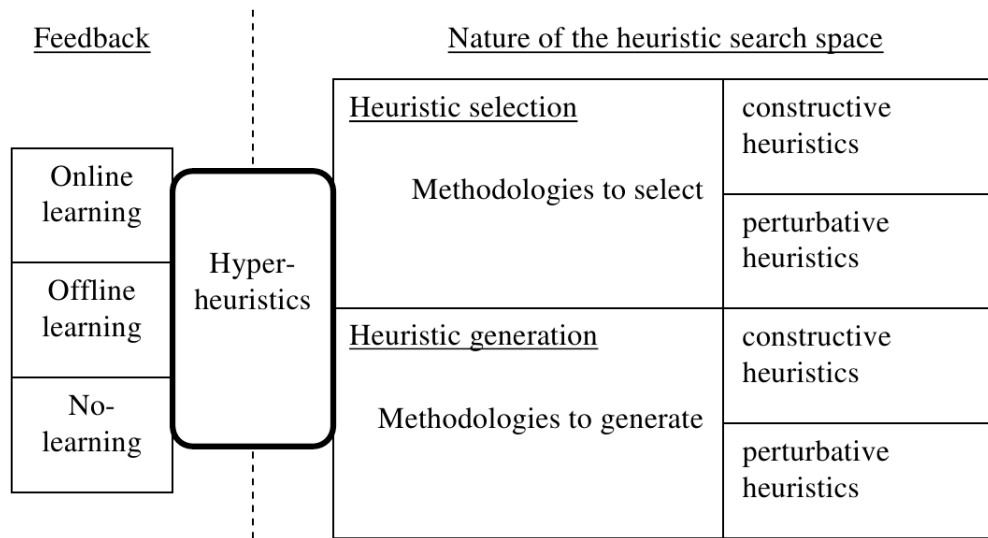 Feedback
Nature of the heuristic search space
Online
learning
Offline
learning
No-
learning
Hyper-
heuristics
Heuristic selection
Methodologies to select
constructive
heuristics
perturbative
heuristics
Heuristic generation
Methodologies to generate
constructive
heuristics
perturbative
heuristics